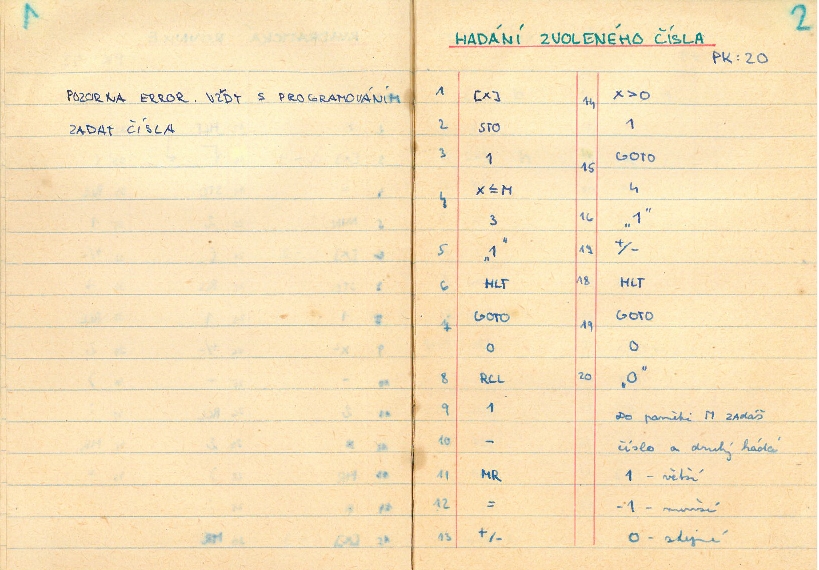 1
POZOR NA ERROR. VŽDY S PROGRAMOVÁNÍM
ZADAT ČÍSLA
2
HADÁNÍ ZVOLENÉHO ČÍSLA
PK: 20
1 [x]
2 STO
3 1
4 x≤M
3
5 „1"
6 HLT
7 GOTO
0
8 RCL
9 1
10 -
11 MR
12 =
13 +/-
14 x>0
1
15 GOTO
4
16 „1"
17 +/-
18 HLT
19 GOTO
0
20 „0"
Do paměti M zadáš
číslo a druhý hádá
1 - větší
-1 - menší
0 - stejné